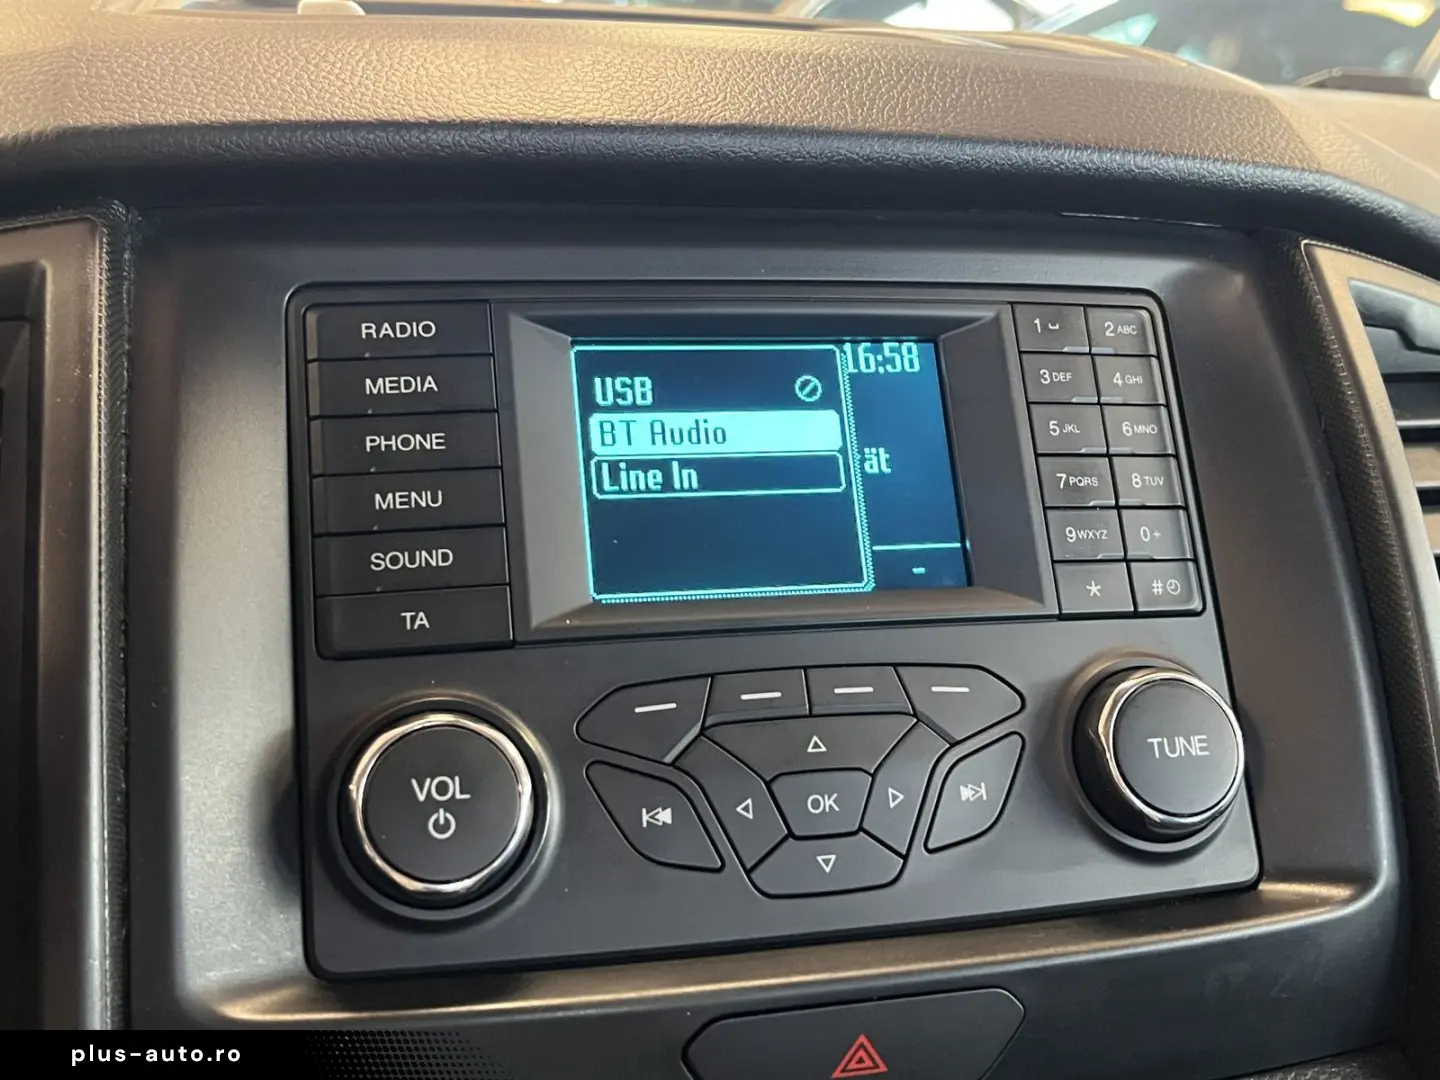 RADIO
MEDIA
PHONE
MENU
SOUND
TA
16:58
USB
BT Audio
Line In
ät
1
2 ABC
3 DEF
4 GHI
5 JKL
6 MNO
7 PQRS
8 TUV
9 WXYZ
0 +
*
#
VOL
OK
TUNE
plus-auto.ro